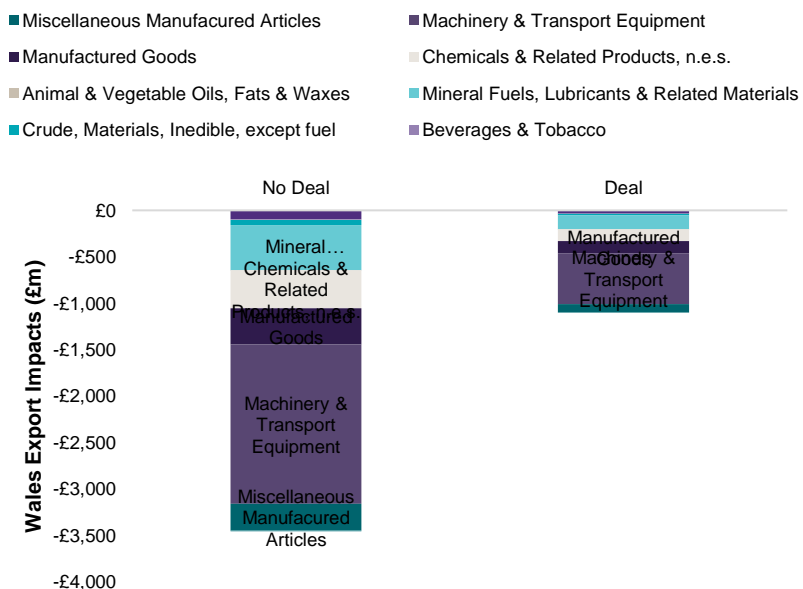 Miscellaneous Manufacured Articles
Machinery & Transport Equipment
Manufactured Goods
Chemicals & Related Products, n.e.s.
Animal & Vegetable Oils, Fats & Waxes
Mineral Fuels, Lubricants & Related Materials
Crude, Materials, Inedible, except fuel
Beverages & Tobacco
No Deal
Deal
£0
-£500
-£1,000
-£1,500
-£2,000
-£2,500
-£3,000
-£3,500
-£4,000
Wales Export Impacts (£m)
Mineral…
Chemicals &
Related
Products, n.e.s.
Manufactured
Goods
Machinery &
Transport
Equipment
Miscellaneous
Manufacured
Articles
Manufactured
Goods
Machinery &
Transport
Equipment